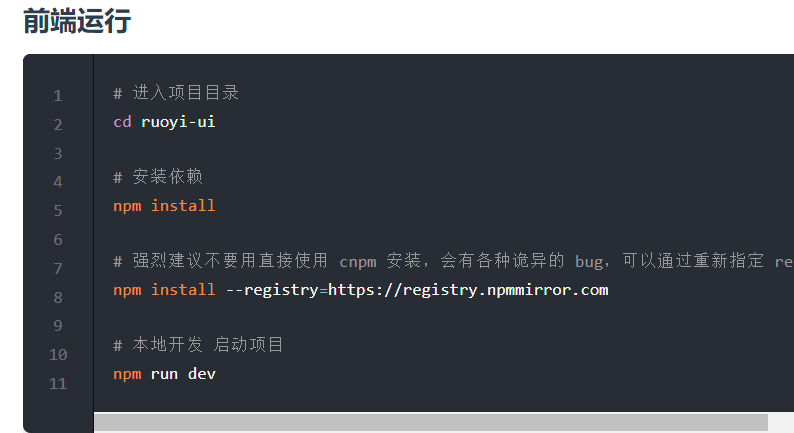 前端运行
1
# 进入项目目录
2
cd ruoyi-ui
3
4
# 安装依赖
5
npm install
6
7
# 强烈建议不要用直接使用 cnpm 安装，会有各种诡异的 bug，可以通过重新指定 re
8
npm install --registry=https://registry.npmmirror.com
9
10
# 本地开发 启动项目
11
npm run dev